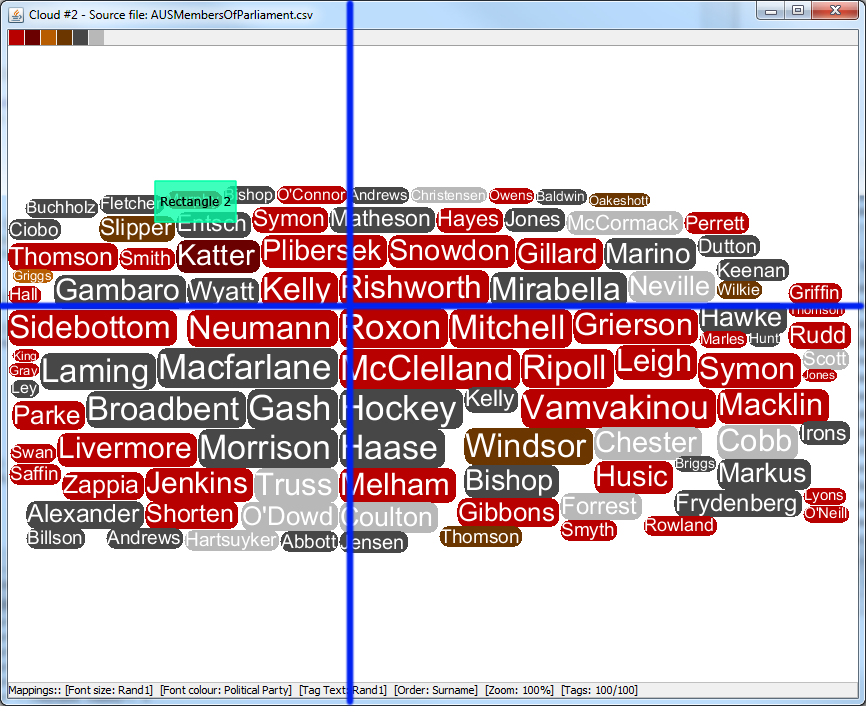 Cloud #2 - Source file: AUSMembersOfParliament.csv
Buchholz Fletche Rectangle 2 Bishop O'Connor Andrews Christensen Owens Baldwin Oakeshott
Ciobo Slipper Entsch Symon Matheson Hayes Jones McCormack Perrett
Thomson Smith Katter Plibersek Snowdon Gillard Marino Dutton
Griggs Keenan
Hall Gambaro Wyatt Kelly Rishworth Mirabella Neville Wilkie Griffin
Sidebottom Neumann Roxon Mitchell Grierson Hawke Thomson
Marles Hunt Rudd
King Laming Macfarlane McClelland Ripoll Leigh Symon Scott
Gray Jones
Ley
Parke Broadbent Gash Hockey Kelly Vamvakinou Macklin
Swan Livermore Morrison Haase Windsor Chester Cobb Irons
Saffin Zappia Jenkins Truss Melham Bishop Husic Briggs Markus
Alexander Shorten O'Dowd Coulton Gibbons Forrest Frydenberg Lyons
O'Neill
Billson Andrews Hartsuyker Abbott Jensen Thomson Smyth Rowland
Mappings:: [Font size: Rand1] [Font colour: Political Party] [Tag Text: Rand1] [Order: Surname] [Zoom: 100%] [Tags: 100/100]